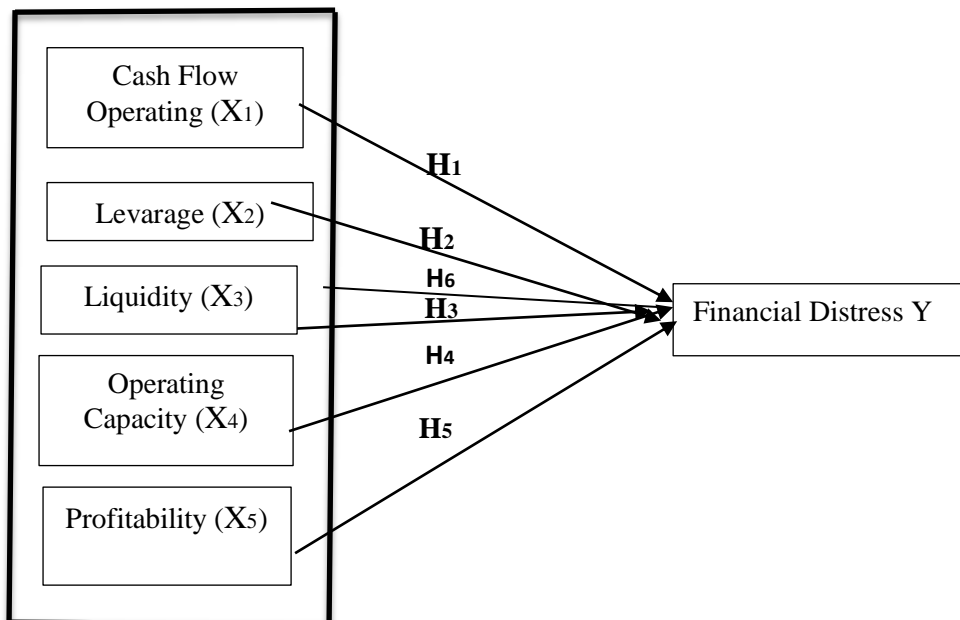 Cash Flow
Operating (X1)
H1
Levarage (X2)
H2
H6
Liquidity (X3)
H3
Financial Distress Y
H4
Operating
Capacity (X4)
H5
Profitability (X5)